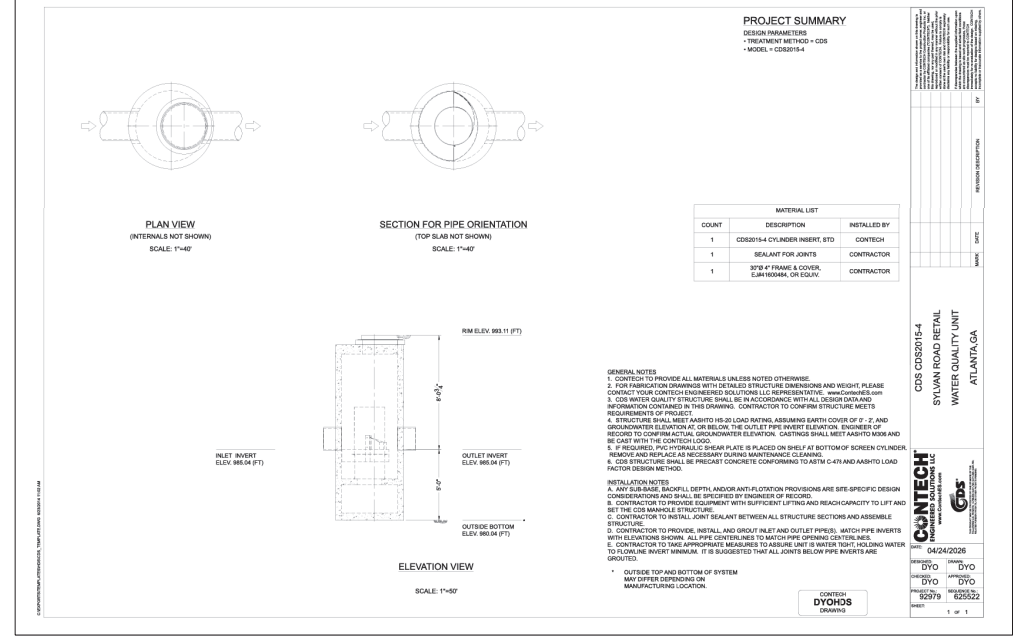 PROJECT SUMMARY
DESIGN PARAMETERS
• TREATMENT METHOD = CDS
• MODEL = CDS2015-4
PLAN VIEW
(INTERNALS NOT SHOWN)
SCALE: 1"=40'
SECTION FOR PIPE ORIENTATION
(TOP SLAB NOT SHOWN)
SCALE: 1"=40'
MATERIAL LIST
COUNT DESCRIPTION INSTALLED BY
1 CDS2015-4 CYLINDER INSERT, STD CONTECH
1 SEALANT FOR JOINTS CONTRACTOR
1 30"Ø 4" FRAME & COVER, EJ#41600484, OR EQUIV. CONTRACTOR
RIM ELEV. 993.11 (FT)
8'-0¾"
INLET INVERT
ELEV. 985.04 (FT)
OUTLET INVERT
ELEV. 985.04 (FT)
5'-0"
OUTSIDE BOTTOM
ELEV. 980.04 (FT)
ELEVATION VIEW
SCALE: 1"=50'
GENERAL NOTES
1. CONTECH TO PROVIDE ALL MATERIALS UNLESS NOTED OTHERWISE.
2. FOR FABRICATION DRAWINGS WITH DETAILED STRUCTURE DIMENSIONS AND WEIGHT, PLEASE
CONTACT YOUR CONTECH ENGINEERED SOLUTIONS LLC REPRESENTATIVE. www.ContechES.com
3. CDS WATER QUALITY STRUCTURE SHALL BE IN ACCORDANCE WITH ALL DESIGN DATA AND
INFORMATION CONTAINED IN THIS DRAWING. CONTRACTOR TO CONFIRM STRUCTURE MEETS
REQUIREMENTS OF PROJECT.
4. STRUCTURE SHALL MEET AASHTO HS-20 LOAD RATING, ASSUMING EARTH COVER OF 0' - 2', AND
GROUNDWATER ELEVATION AT, OR BELOW, THE OUTLET PIPE INVERT ELEVATION. ENGINEER OF
RECORD TO CONFIRM ACTUAL GROUNDWATER ELEVATION. CASTINGS SHALL MEET AASHTO M306 AND
BE CAST WITH THE CONTECH LOGO.
5. IF REQUIRED, PVC HYDRAULIC SHEAR PLATE IS PLACED ON SHELF AT BOTTOM OF SCREEN CYLINDER.
REMOVE AND REPLACE AS NECESSARY DURING MAINTENANCE CLEANING.
6. CDS STRUCTURE SHALL BE PRECAST CONCRETE CONFORMING TO ASTM C-478 AND AASHTO LOAD
FACTOR DESIGN METHOD.
INSTALLATION NOTES
A. ANY SUB-BASE, BACKFILL DEPTH, AND/OR ANTI-FLOTATION PROVISIONS ARE SITE-SPECIFIC DESIGN
CONSIDERATIONS AND SHALL BE SPECIFIED BY ENGINEER OF RECORD.
B. CONTRACTOR TO PROVIDE EQUIPMENT WITH SUFFICIENT LIFTING AND REACH CAPACITY TO LIFT AND
SET THE CDS MANHOLE STRUCTURE.
C. CONTRACTOR TO INSTALL JOINT SEALANT BETWEEN ALL STRUCTURE SECTIONS AND ASSEMBLE
STRUCTURE.
D. CONTRACTOR TO PROVIDE, INSTALL, AND GROUT INLET AND OUTLET PIPE(S). MATCH PIPE INVERTS
WITH ELEVATIONS SHOWN. ALL PIPE CENTERLINES TO MATCH PIPE OPENING CENTERLINES.
E. CONTRACTOR TO TAKE APPROPRIATE MEASURES TO ASSURE UNIT IS WATER TIGHT, HOLDING WATER
TO FLOWLINE INVERT MINIMUM. IT IS SUGGESTED THAT ALL JOINTS BELOW PIPE INVERTS ARE
GROUTED.
* OUTSIDE TOP AND BOTTOM OF SYSTEM
MAY DIFFER DEPENDING ON
MANUFACTURING LOCATION.
CONTECH
DYOHDS
DRAWING
MARK DATE REVISION DESCRIPTION BY
CDS CDS2015-4
SYLVAN ROAD RETAIL
WATER QUALITY UNIT
ATLANTA,GA
CONTECH®
ENGINEERED SOLUTIONS LLC
www.ContechES.com
CDS®
DATE: 04/24/2026
DESIGNED: DYO DRAWN: DYO
CHECKED: DYO APPROVED: DYO
PROJECT No.: 92979 SEQUENCE No.: 625522
SHEET: 1 OF 1